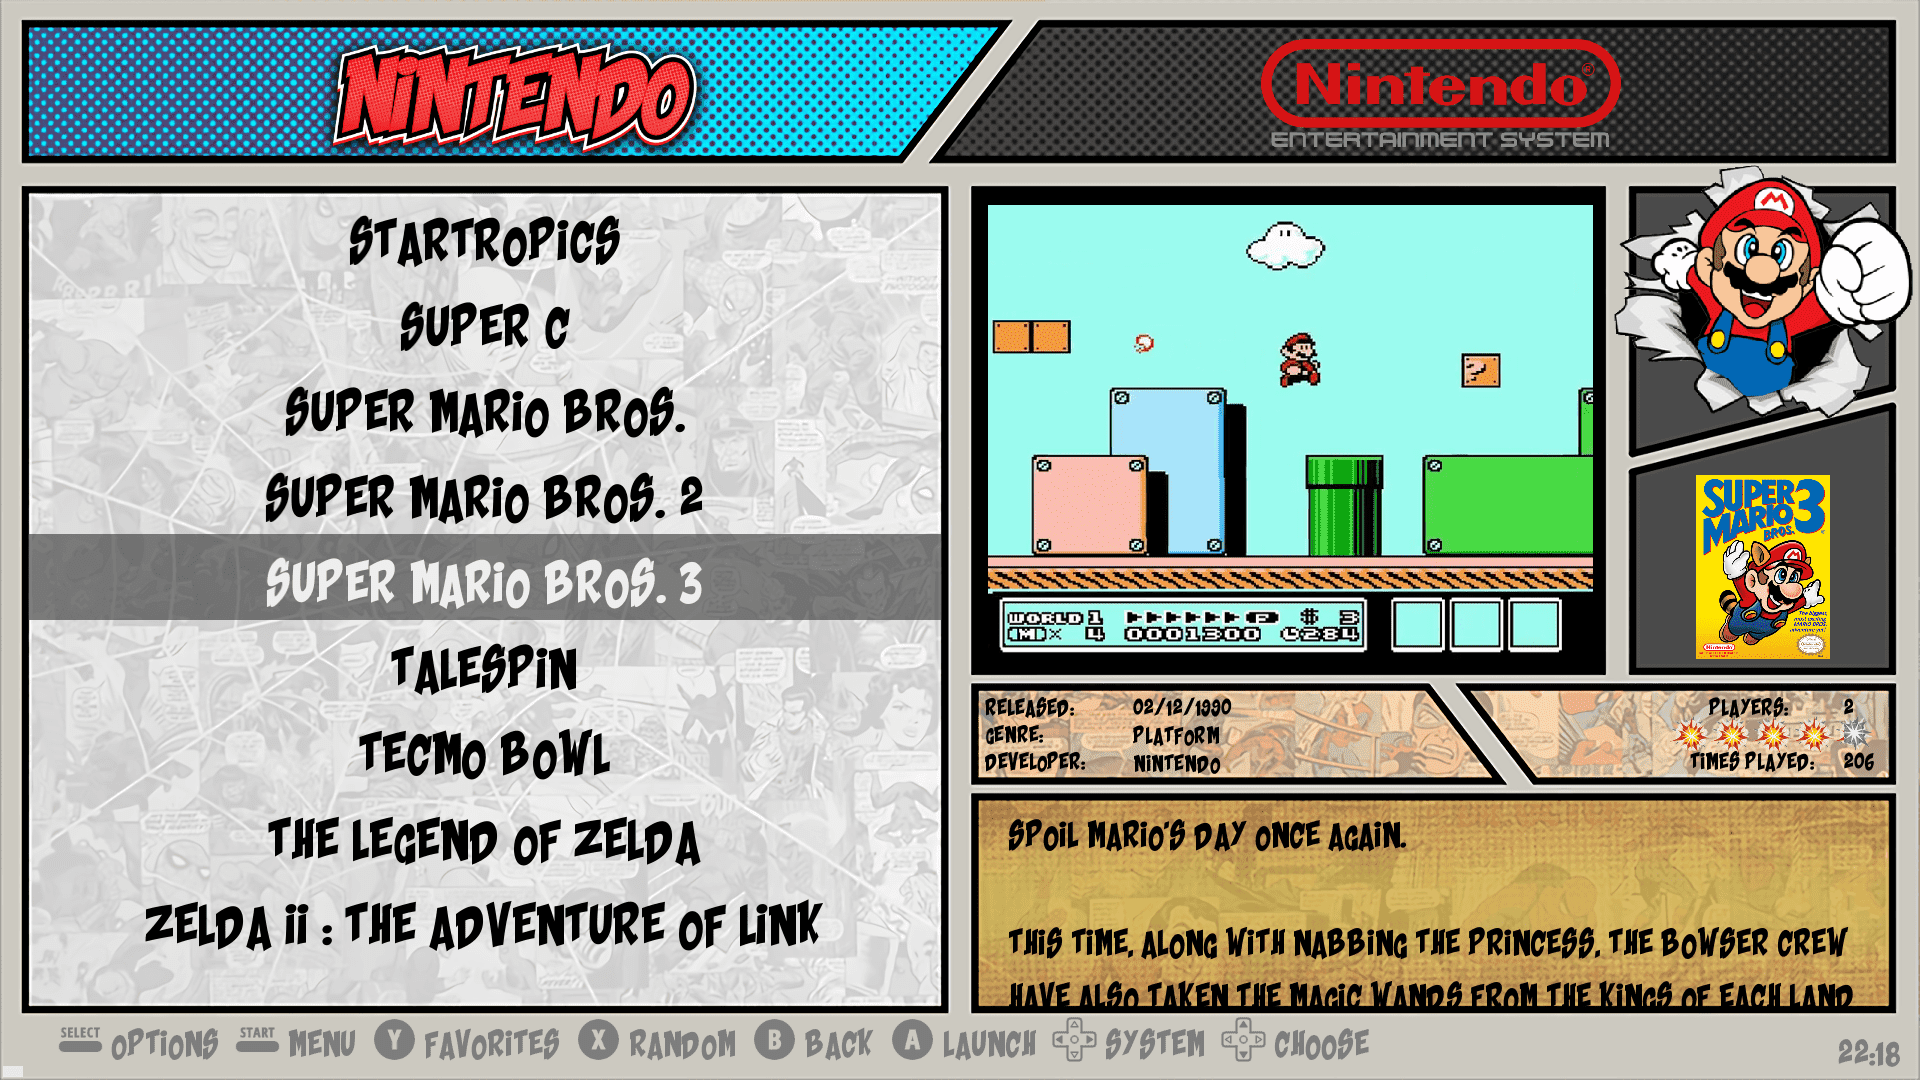 NINTENDO
Nintendo®
ENTERTAINMENT SYSTEM
STARTROPICS
SUPER C
SUPER MARIO BROS.
SUPER MARIO BROS. 2
SUPER MARIO BROS. 3
TALESPIN
TECMO BOWL
THE LEGEND OF ZELDA
ZELDA II : THE ADVENTURE OF LINK
WORLD 1 P $ 3
(M)× 4 0001300 284
SUPER
MARIO 3
BROS.
Nintendo
RELEASED: 02/12/1990
GENRE: PLATFORM
DEVELOPER: NINTENDO
PLAYERS: 2
TIMES PLAYED: 206
SPOIL MARIO'S DAY ONCE AGAIN.
THIS TIME, ALONG WITH NABBING THE PRINCESS, THE BOWSER CREW
HAVE ALSO TAKEN THE MAGIC WANDS FROM THE KINGS OF EACH LAND
SELECT OPTIONS START MENU Y FAVORITES X RANDOM B BACK A LAUNCH SYSTEM CHOOSE
22:18